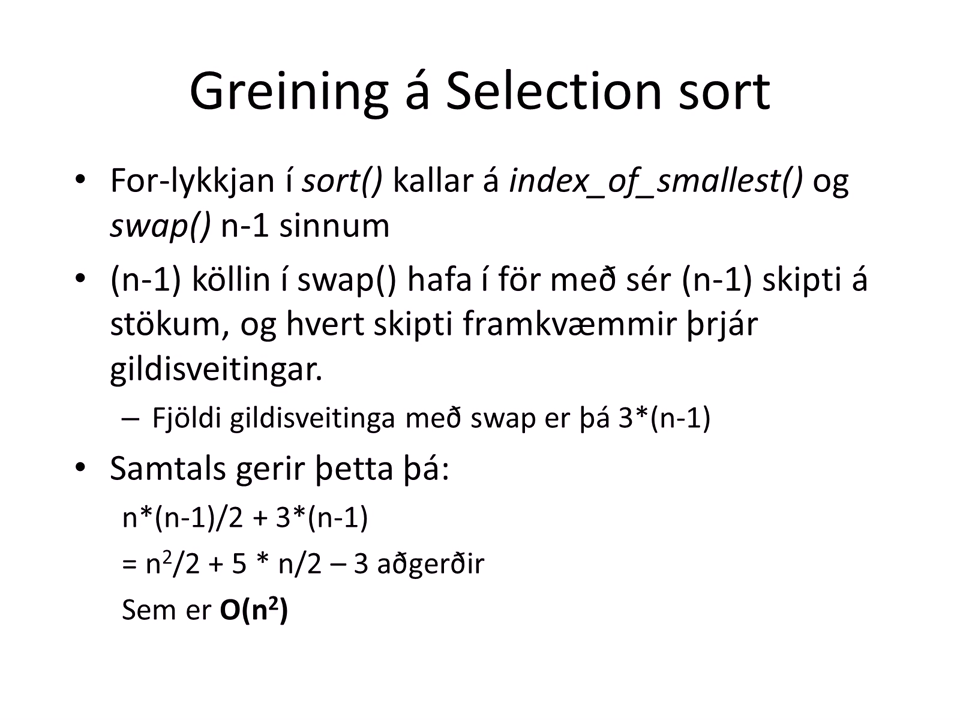 Greining á Selection sort
• For-lykkjan í sort() kallar á index_of_smallest() og
swap() n-1 sinnum
• (n-1) köllin í swap() hafa í för með sér (n-1) skipti á
stökum, og hvert skipti framkvæmmir þrjár
gildisveitingar.
– Fjöldi gildisveitinga með swap er þá 3*(n-1)
• Samtals gerir þetta þá:
n*(n-1)/2 + 3*(n-1)
= n²/2 + 5 * n/2 – 3 aðgerðir
Sem er O(n²)